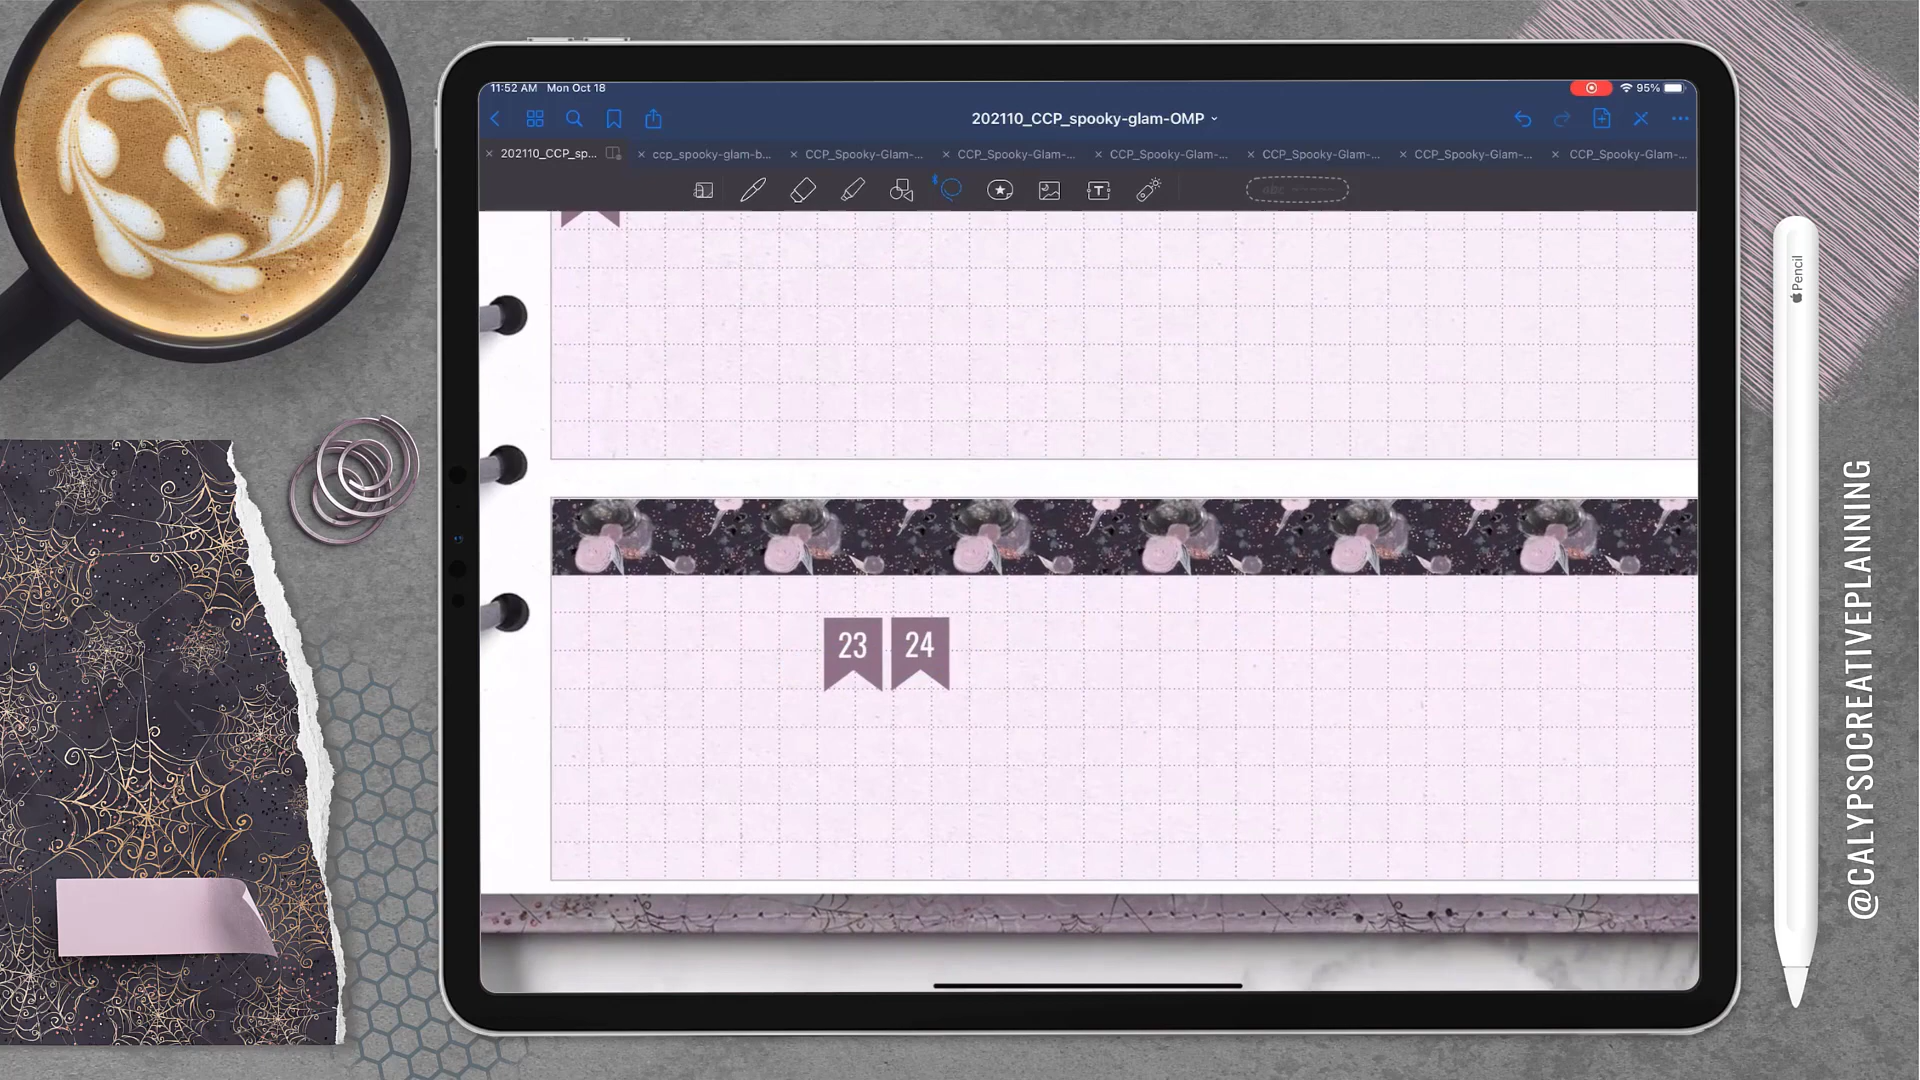 11:52 AM Mon Oct 18
95%
202110_CCP_spooky-glam-OMP
202110_CCP_sp...
ccp_spooky-glam-b...
CCP_Spooky-Glam-...
CCP_Spooky-Glam-...
CCP_Spooky-Glam-...
CCP_Spooky-Glam-...
CCP_Spooky-Glam-...
CCP_Spooky-Glam-...
23 24
Pencil
@CALYPSOCREATIVEPLANNING